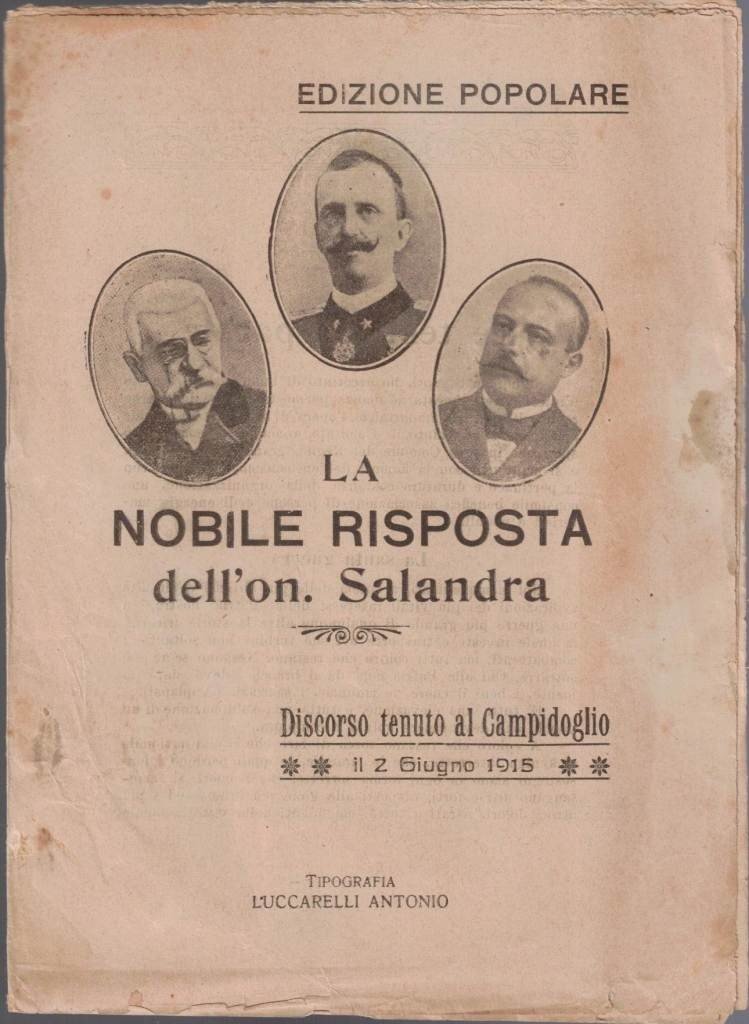 EDIZIONE POPOLARE
LA
NOBILE RISPOSTA
dell'on. Salandra
Discorso tenuto al Campidoglio
il 2 Giugno 1915
TIPOGRAFIA
LUCCARELLI ANTONIO